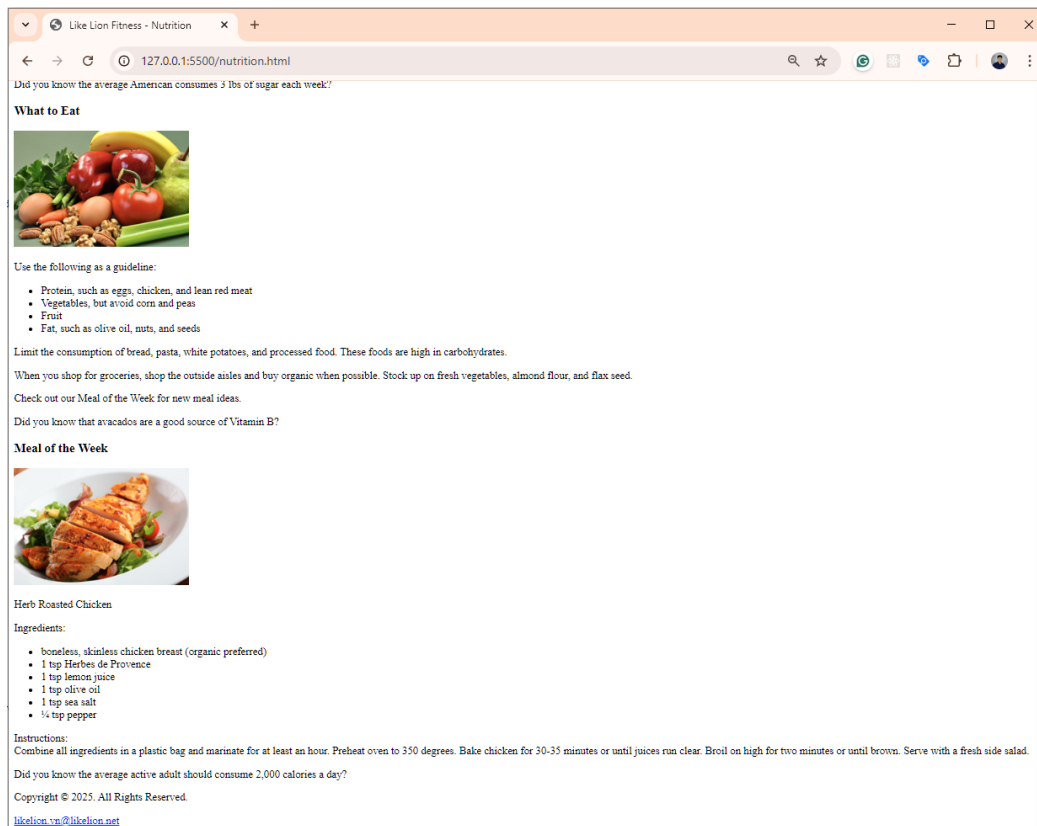 Like Lion Fitness - Nutrition
127.0.0.1:5500/nutrition.html
Did you know the average American consumes 3 lbs of sugar each week?
What to Eat
Use the following as a guideline:
Protein, such as eggs, chicken, and lean red meat
Vegetables, but avoid corn and peas
Fruit
Fat, such as olive oil, nuts, and seeds
Limit the consumption of bread, pasta, white potatoes, and processed food. These foods are high in carbohydrates.
When you shop for groceries, shop the outside aisles and buy organic when possible. Stock up on fresh vegetables, almond flour, and flax seed.
Check out our Meal of the Week for new meal ideas.
Did you know that avacados are a good source of Vitamin B?
Meal of the Week
Herb Roasted Chicken
Ingredients:
boneless, skinless chicken breast (organic preferred)
1 tsp Herbes de Provence
1 tsp lemon juice
1 tsp olive oil
1 tsp sea salt
¼ tsp pepper
Instructions:
Combine all ingredients in a plastic bag and marinate for at least an hour. Preheat oven to 350 degrees. Bake chicken for 30-35 minutes or until juices run clear. Broil on high for two minutes or until brown. Serve with a fresh side salad.
Did you know the average active adult should consume 2,000 calories a day?
Copyright © 2025. All Rights Reserved.
likelion.vn@likelion.net